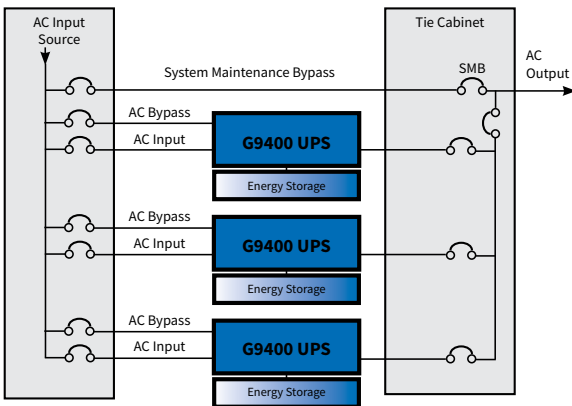 AC Input
Source
Tie Cabinet
System Maintenance Bypass
SMB
AC
Output
AC Bypass
AC Input
G9400 UPS
Energy Storage
AC Bypass
AC Input
G9400 UPS
Energy Storage
AC Bypass
AC Input
G9400 UPS
Energy Storage